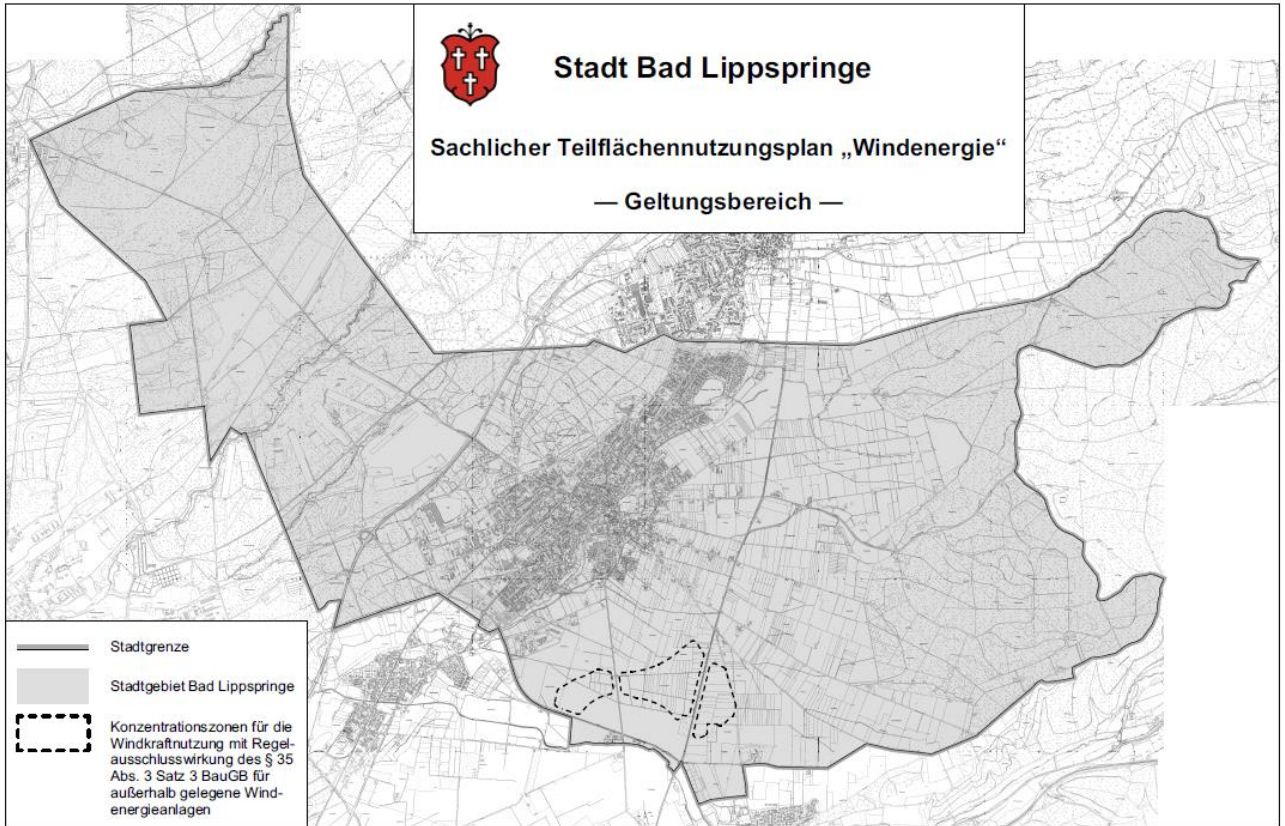 Stadt Bad Lippspringe
Sachlicher Teilflächennutzungsplan „Windenergie“
— Geltungsbereich —
Stadtgrenze
Stadtgebiet Bad Lippspringe
Konzentrationszonen für die
Windkraftnutzung mit Regel-
ausschlusswirkung des § 35
Abs. 3 Satz 3 BauGB für
außerhalb gelegene Wind-
energieanlagen